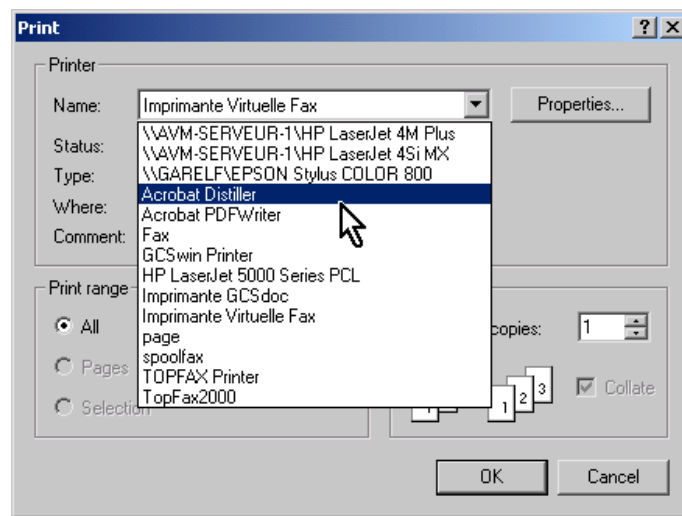 Print
Printer
Name:
Imprimante Virtuelle Fax
Properties...
Status:
Type:
Where:
Comment:
\\AVM-SERVEUR-1\HP LaserJet 4M Plus
\\AVM-SERVEUR-1\HP LaserJet 4Si MX
\\GARELF\EPSON Stylus COLOR 800
Acrobat Distiller
Acrobat PDFWriter
Fax
GCSwin Printer
HP LaserJet 5000 Series PCL
Imprimante GCSdoc
Imprimante Virtuelle Fax
page
spoolfax
TOPFAX Printer
TopFax2000
Print range
All
Pages
copies:
1
1
2
3
Collate
OK
Cancel